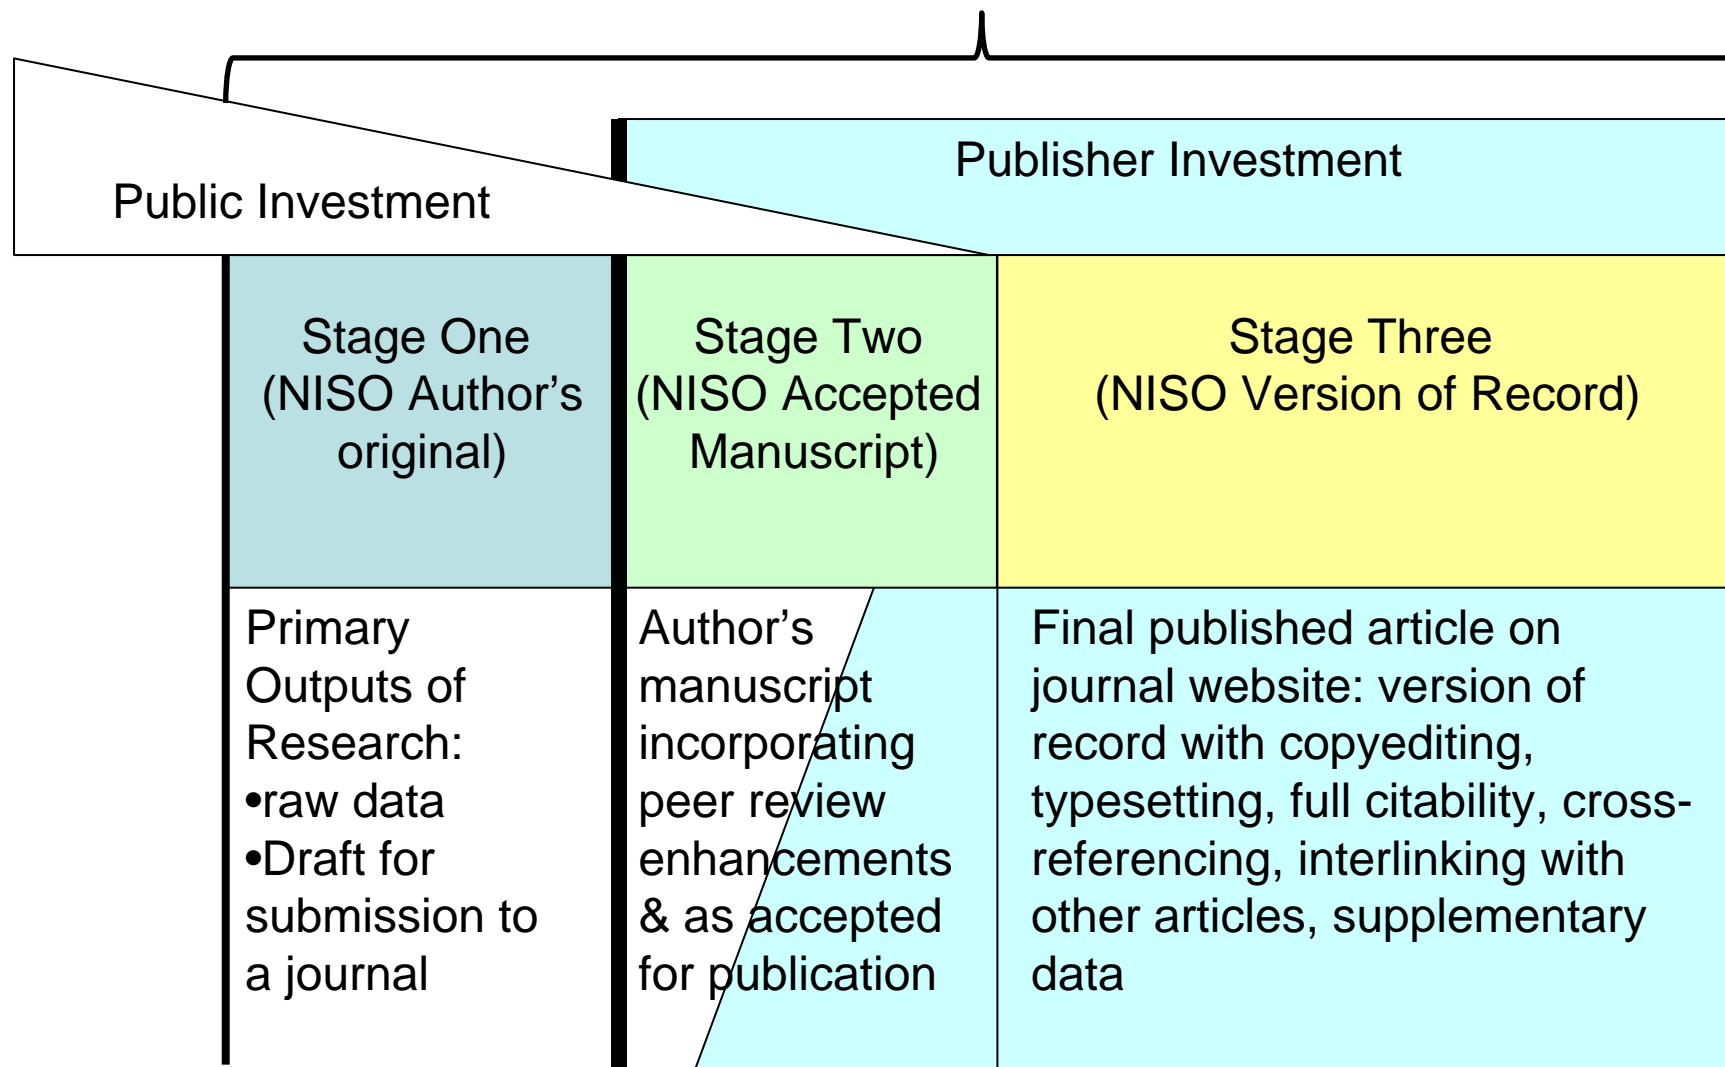 Publisher Investment
Public Investment
Stage One
(NISO Author’s
original)
Stage Two
(NISO Accepted
Manuscript)
Stage Three
(NISO Version of Record)
Primary
Outputs of
Research:
•raw data
•Draft for
submission to
a journal
Author’s
manuscript
incorporating
peer review
enhancements
& as accepted
for publication
Final published article on
journal website: version of
record with copyediting,
typesetting, full citability, cross-
referencing, interlinking with
other articles, supplementary
data